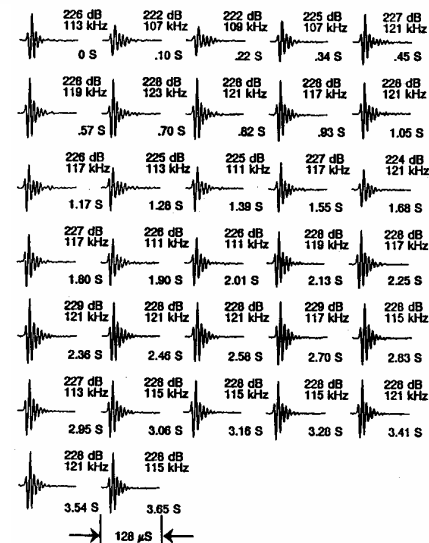 226 dB 222 dB 222 dB 225 dB 227 dB
113 kHz 107 kHz 109 kHz 107 kHz 121 kHz
0 S .10 S .22 S .34 S .45 S
228 dB 228 dB 228 dB 228 dB 228 dB
119 kHz 123 kHz 121 kHz 117 kHz 121 kHz
.57 S .70 S .82 S .93 S 1.05 S
226 dB 225 dB 225 dB 227 dB 224 dB
117 kHz 113 kHz 111 kHz 117 kHz 121 kHz
1.17 S 1.28 S 1.39 S 1.55 S 1.68 S
227 dB 226 dB 226 dB 228 dB 228 dB
117 kHz 111 kHz 111 kHz 119 kHz 117 kHz
1.80 S 1.90 S 2.01 S 2.13 S 2.25 S
229 dB 228 dB 228 dB 229 dB 228 dB
121 kHz 121 kHz 121 kHz 117 kHz 115 kHz
2.36 S 2.46 S 2.58 S 2.70 S 2.83 S
227 dB 228 dB 228 dB 228 dB 228 dB
113 kHz 115 kHz 115 kHz 115 kHz 121 kHz
2.95 S 3.06 S 3.16 S 3.28 S 3.41 S
228 dB 228 dB
121 kHz 115 kHz
3.54 S 3.65 S
128 µS